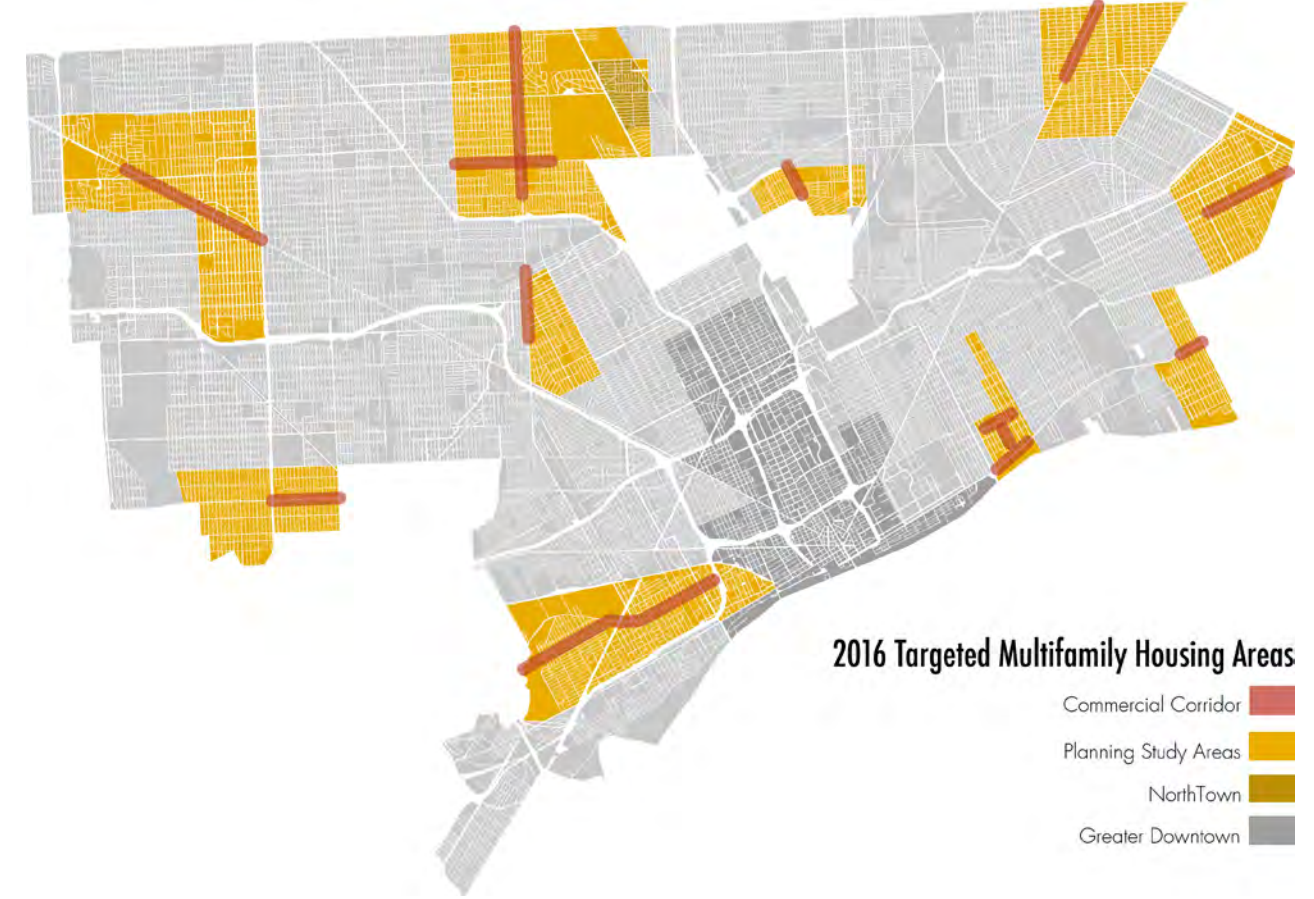 2016 Targeted Multifamily Housing Areas
Commercial Corridor
Planning Study Areas
NorthTown
Greater Downtown